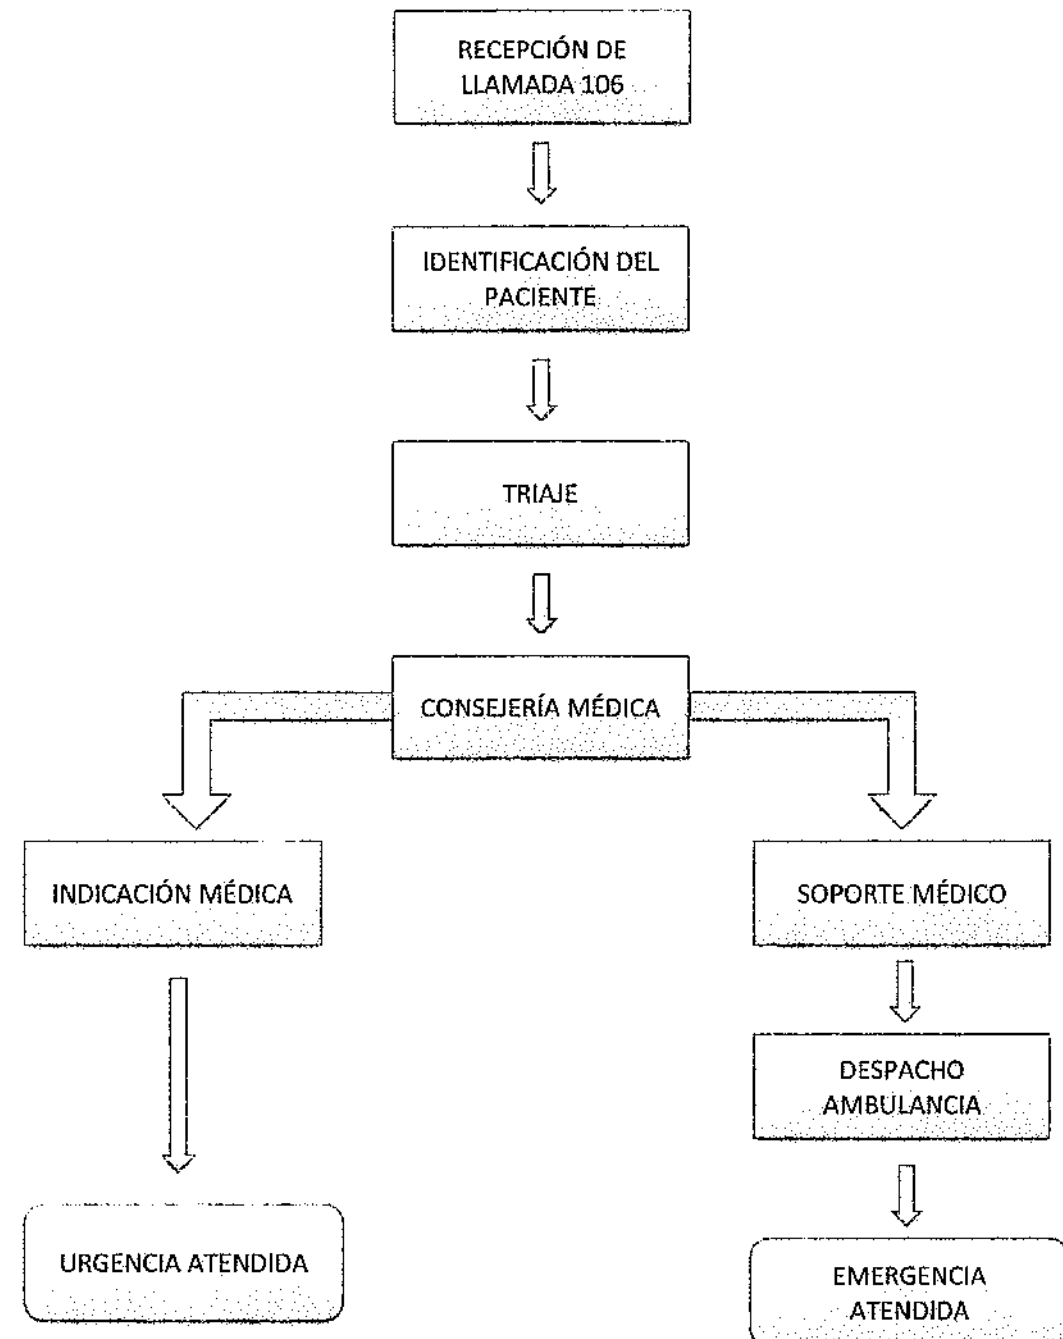 RECEPCIÓN DE
LLAMADA 106
IDENTIFICACIÓN DEL
PACIENTE
TRIAJE
CONSEJERÍA MÉDICA
INDICACIÓN MÉDICA
SOPORTE MÉDICO
DESPACHO
AMBULANCIA
URGENCIA ATENDIDA
EMERGENCIA
ATENDIDA